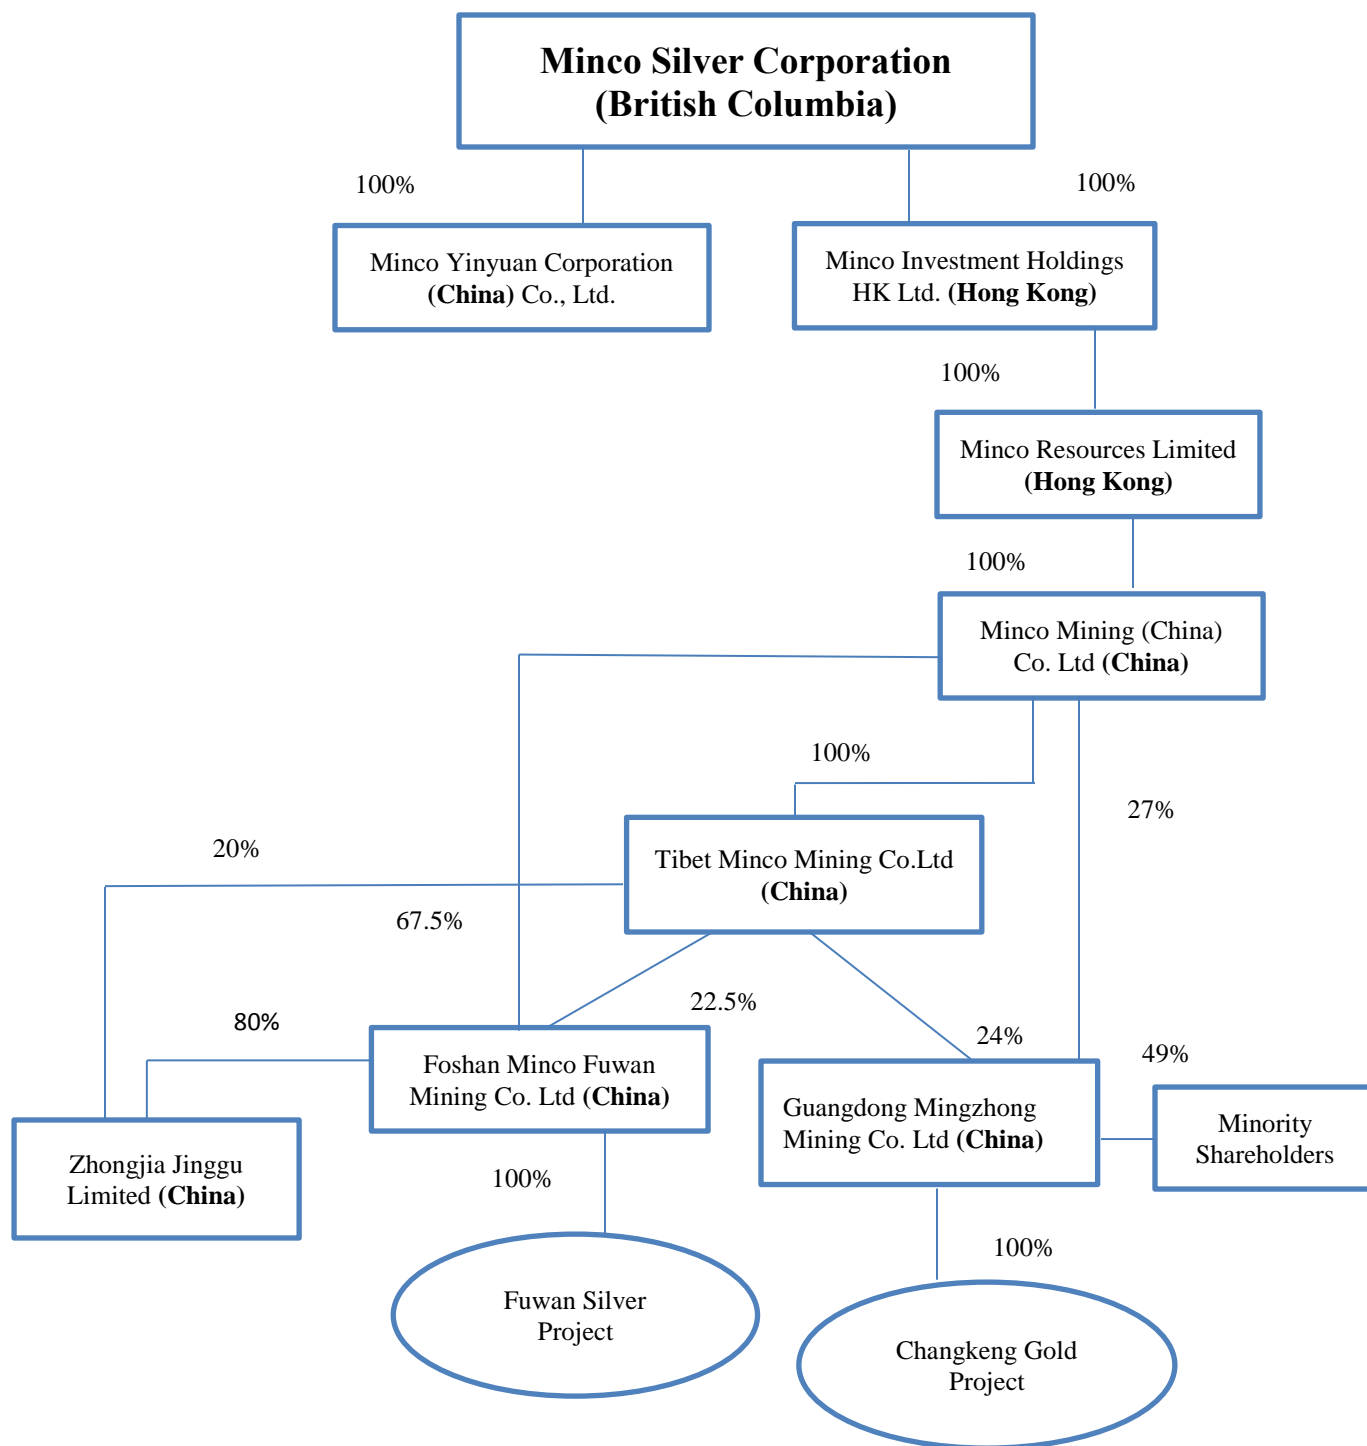 Minco Silver Corporation
(British Columbia)
100%
100%
Minco Yinyuan Corporation
(China) Co., Ltd.
Minco Investment Holdings
HK Ltd. (Hong Kong)
100%
Minco Resources Limited
(Hong Kong)
100%
Minco Mining (China)
Co. Ltd (China)
100%
27%
20%
Tibet Minco Mining Co.Ltd
(China)
67.5%
22.5%
80%
24%
49%
Foshan Minco Fuwan
Mining Co. Ltd (China)
Guangdong Mingzhong
Mining Co. Ltd (China)
Minority
Shareholders
Zhongjia Jinggu
Limited (China)
100%
100%
Fuwan Silver
Project
Changkeng Gold
Project